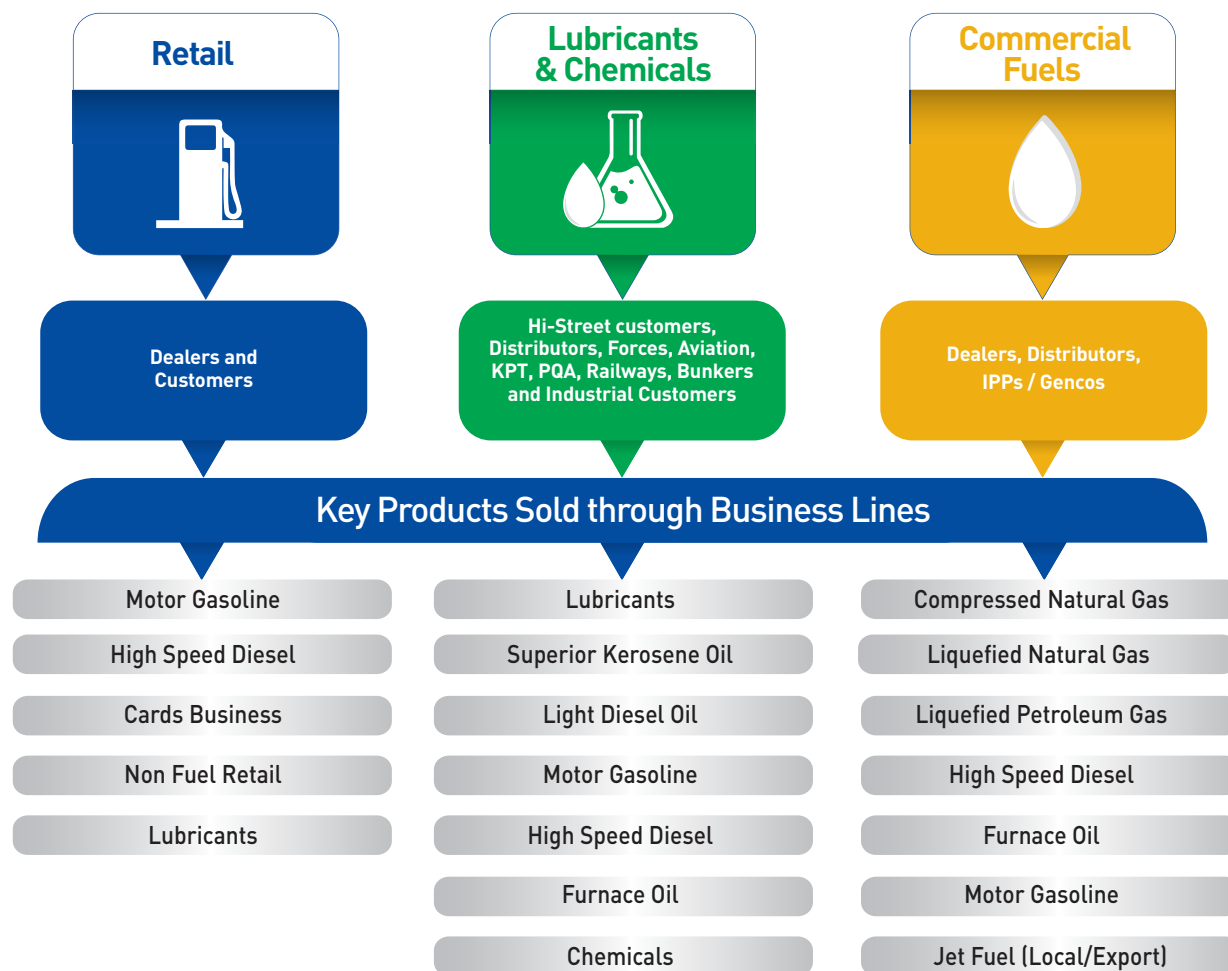 Retail
Lubricants
& Chemicals
Commercial
Fuels
Dealers and
Customers
Hi-Street customers,
Distributors, Forces, Aviation,
KPT, PQA, Railways, Bunkers
and Industrial Customers
Dealers, Distributors,
IPPs / Gencos
Key Products Sold through Business Lines
Motor Gasoline
High Speed Diesel
Cards Business
Non Fuel Retail
Lubricants
Lubricants
Superior Kerosene Oil
Light Diesel Oil
Motor Gasoline
High Speed Diesel
Furnace Oil
Chemicals
Compressed Natural Gas
Liquefied Natural Gas
Liquefied Petroleum Gas
High Speed Diesel
Furnace Oil
Motor Gasoline
Jet Fuel (Local/Export)